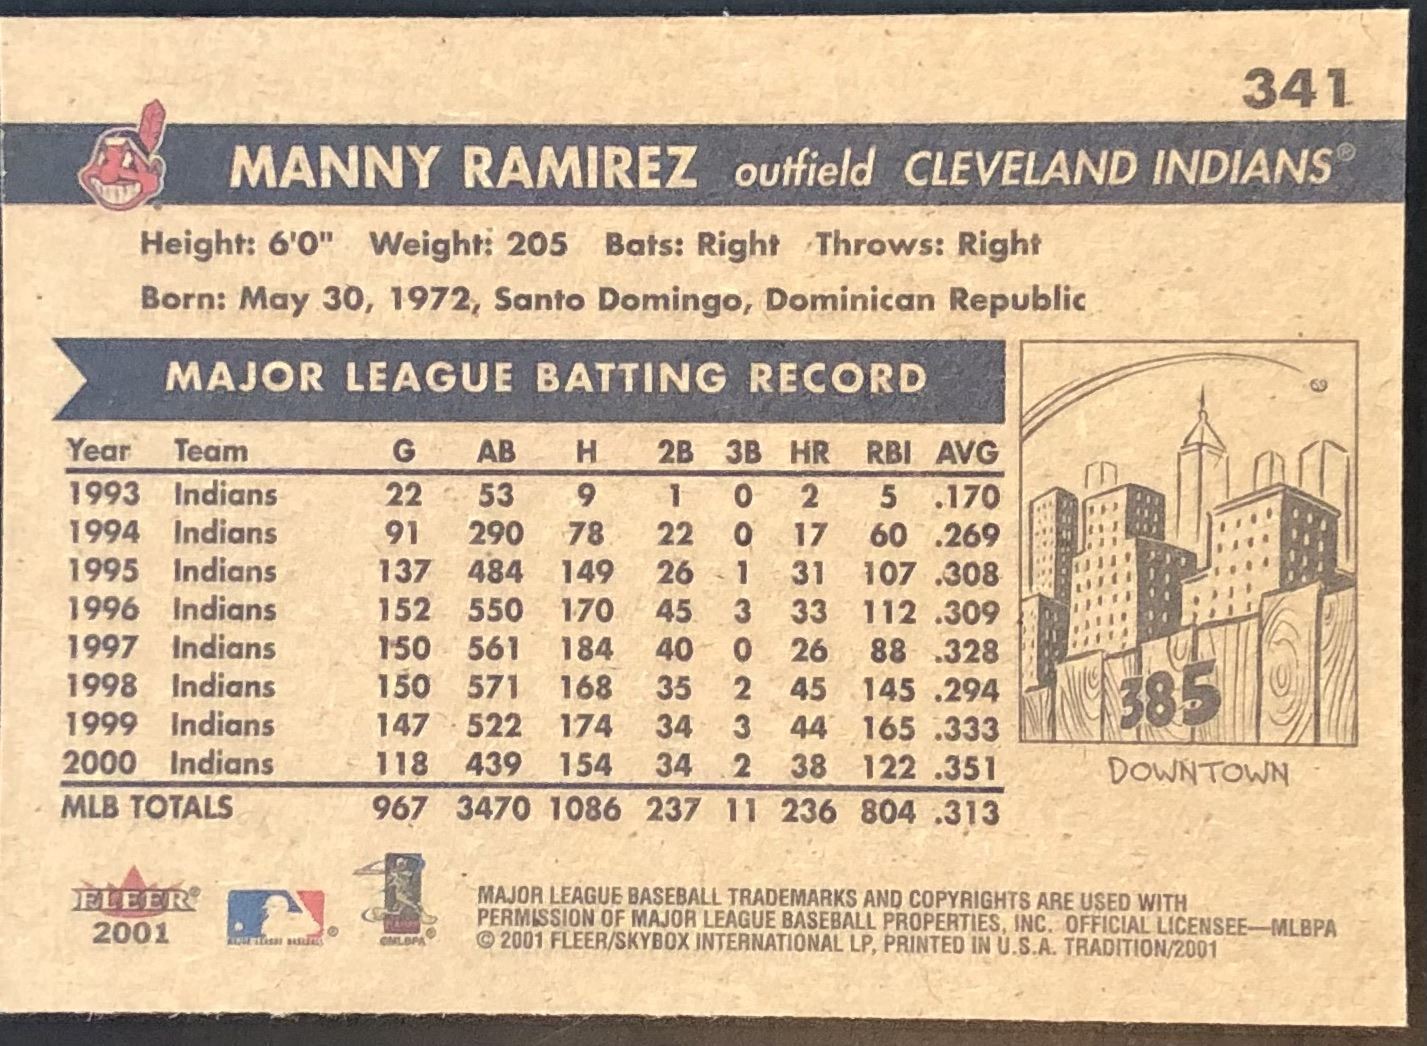 341
MANNY RAMIREZ outfield CLEVELAND INDIANS®
Height: 6'0" Weight: 205 Bats: Right Throws: Right
Born: May 30, 1972, Santo Domingo, Dominican Republic
MAJOR LEAGUE BATTING RECORD
Year Team G AB H 2B 3B HR RBI AVG
1993 Indians 22 53 9 1 0 2 5 .170
1994 Indians 91 290 78 22 0 17 60 .269
1995 Indians 137 484 149 26 1 31 107 .308
1996 Indians 152 550 170 45 3 33 112 .309
1997 Indians 150 561 184 40 0 26 88 .328
1998 Indians 150 571 168 35 2 45 145 .294
1999 Indians 147 522 174 34 3 44 165 .333
2000 Indians 118 439 154 34 2 38 122 .351
MLB TOTALS 967 3470 1086 237 11 236 804 .313
385
DOWNTOWN
FLEER®
2001
MAJOR LEAGUE BASEBALL®
©MLBPA®
MAJOR LEAGUE BASEBALL TRADEMARKS AND COPYRIGHTS ARE USED WITH
PERMISSION OF MAJOR LEAGUE BASEBALL PROPERTIES, INC. OFFICIAL LICENSEE—MLBPA
© 2001 FLEER/SKYBOX INTERNATIONAL LP, PRINTED IN U.S.A. TRADITION/2001